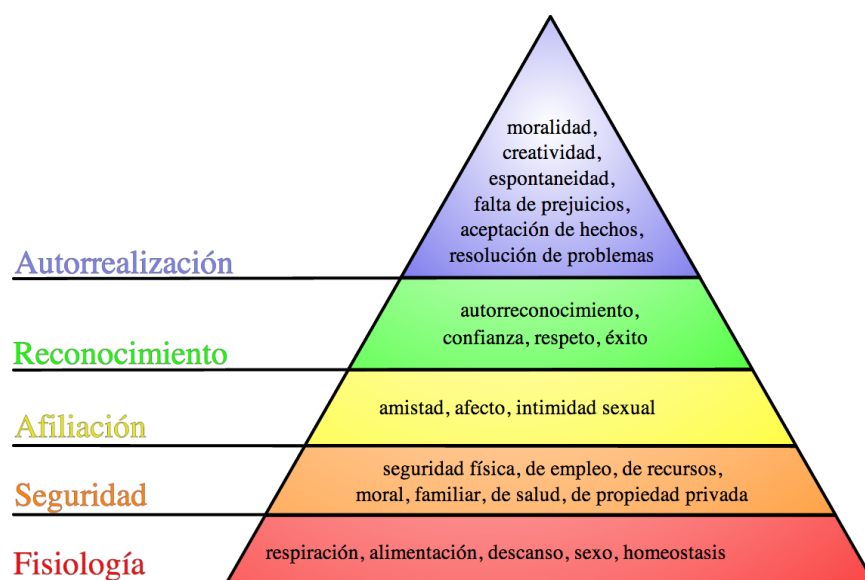 moralidad,
creatividad,
espontaneidad,
falta de prejuicios,
aceptación de hechos,
resolución de problemas
Autorrealización
autorreconocimiento,
confianza, respeto, éxito
Reconocimiento
amistad, afecto, intimidad sexual
Afiliación
seguridad física, de empleo, de recursos,
moral, familiar, de salud, de propiedad privada
Seguridad
respiración, alimentación, descanso, sexo, homeostasis
Fisiología